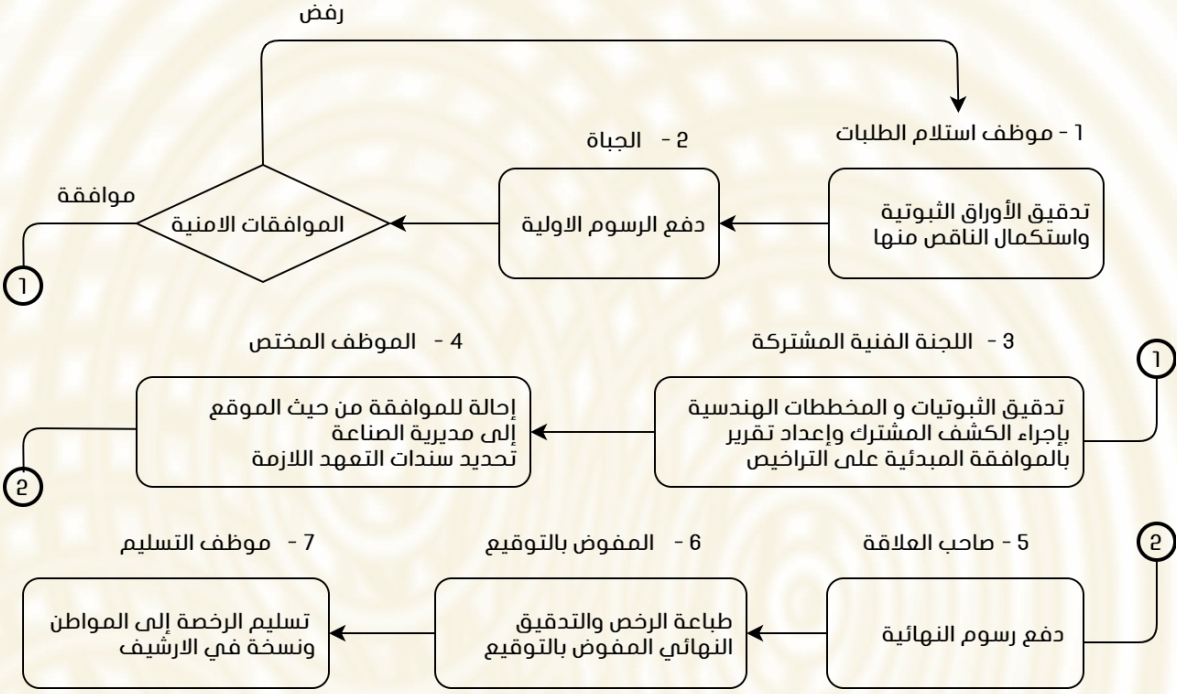 رفض
1 - موظف استلام الطلبات
تدقيق الأوراق الثبوتية
واستكمال الناقص منها
2 - الجباة
دفع الرسوم الاولية
الموافقات الامنية
موافقة
1
1
3 - اللجنة الفنية المشتركة
تدقيق الثبوتيات و المخططات الهندسية
بإجراء الكشف المشترك وإعداد تقرير
بالموافقة المبدئية على التراخيص
4 - الموظف المختص
إحالة للموافقة من حيث الموقع
إلى مديرية الصناعة
تحديد سندات التعهد اللازمة
2
2
5 - صاحب العلاقة
دفع رسوم النهائية
6 - المفوض بالتوقيع
طباعة الرخص والتدقيق
النهائي المفوض بالتوقيع
7 - موظف التسليم
تسليم الرخصة إلى المواطن
ونسخة في الارشيف